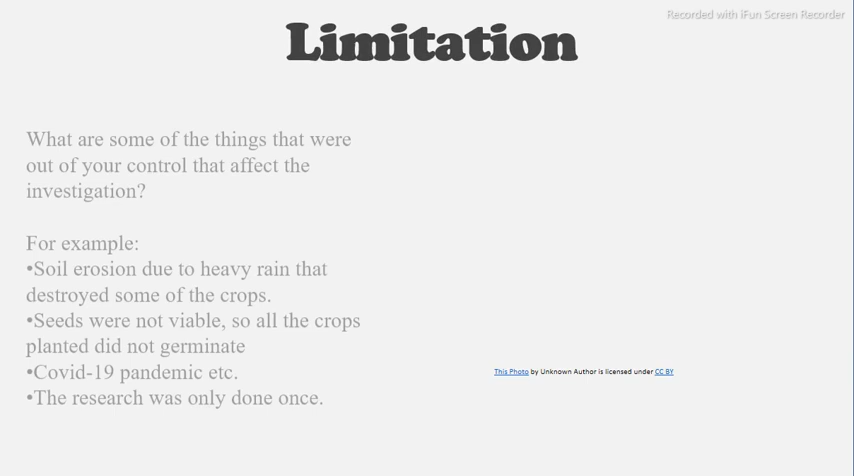 Recorded with iFun Screen Recorder
Limitation
What are some of the things that were
out of your control that affect the
investigation?
For example:
•Soil erosion due to heavy rain that
destroyed some of the crops.
•Seeds were not viable, so all the crops
planted did not germinate
•Covid-19 pandemic etc.
•The research was only done once.
This Photo by Unknown Author is licensed under CC BY